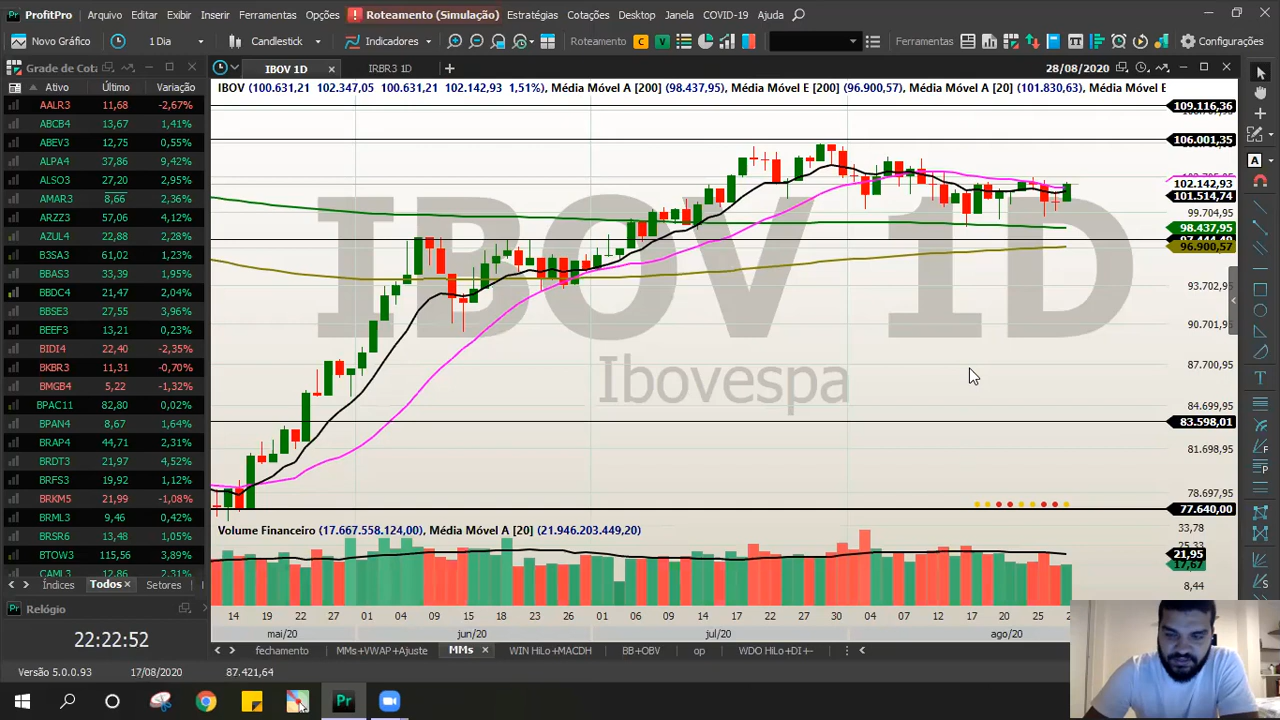 ProfitPro Arquivo Editar Exibir Inserir Ferramentas Opções Roteamento (Simulação) Estratégias Cotações Desktop Janela COVID-19 Ajuda
Novo Gráfico 1 Dia Candlestick Indicadores Roteamento C V Ferramentas Configurações
Grade de Cota
IBOV 1D IRBR3 1D 28/08/2020
Ativo Último Variação
IBOV (100.631,21 102.347,05 100.631,21 102.142,93 1,51%), Média Móvel A [200] (98.437,95), Média Móvel E [200] (96.900,57), Média Móvel A [20] (101.830,63), Média Móvel E
AALR3 11,68 -2,67%
ABCB4 13,67 1,41%
ABEV3 12,75 0,55%
ALPA4 37,86 9,42%
ALSO3 27,20 2,95%
AMAR3 8,66 2,36%
ARZZ3 57,06 4,12%
AZUL4 22,88 2,28%
B3SA3 61,02 1,23%
BBAS3 33,39 1,95%
BBDC4 21,47 2,04%
BBSE3 27,52 3,96%
BEEF3 13,21 0,23%
BIDI4 22,40 -2,35%
BKBR3 11,31 -0,70%
BMGB4 5,22 -1,32%
BPAC11 82,80 0,02%
BPAN4 8,67 1,64%
BRAP4 44,71 2,31%
BRDT3 21,97 4,52%
BRFS3 19,92 1,12%
BRKM5 21,99 -1,08%
BRML3 9,46 0,42%
BRSR6 13,48 1,05%
BTOW3 115,56 3,89%
CAML3 12,86 2,31%
Índices Todos Setores
Relógio
22:22:52
IBOV 1D
Ibovespa
109.116,36
106.001,35
102.142,93
101.514,74
99.704,95
98.437,95
96.900,57
93.702,95
90.701,95
87.700,95
84.699,95
83.598,01
81.698,95
78.697,95
77.640,00
Volume Financeiro (17.667.558.124,00), Média Móvel A [20] (21.946.203.449,20)
33,78
25,33
21,95
17,67
8,44
14 19 22 27 01 04 09 15 18 23 26 01 06 09 14 17 22 27 30 04 07 12 17 20 25
mai/20 jun/20 jul/20 ago/20
fechamento MMs+VWAP+Ajuste MMs WIN HiLo+MACDH BB+OBV op WDO HiLo+DI+-
Versão 5.0.0.93 17/08/2020 87.421,64
Pr